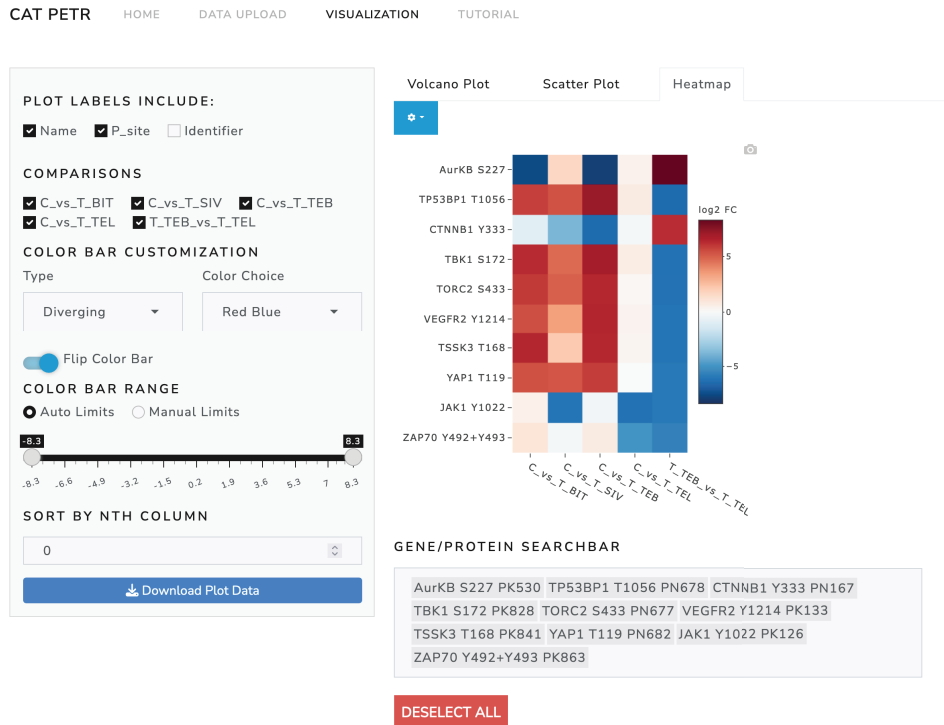 CAT PETR HOME DATA UPLOAD VISUALIZATION TUTORIAL
PLOT LABELS INCLUDE:
Name P_site Identifier
COMPARISONS
C_vs_T_BIT C_vs_T_SIV C_vs_T_TEB
C_vs_T_TEL T_TEB_vs_T_TEL
COLOR BAR CUSTOMIZATION
Type Color Choice
Diverging Red Blue
Flip Color Bar
COLOR BAR RANGE
Auto Limits Manual Limits
-8.3 8.3
-8.3 -6.6 -4.9 -3.2 -1.5 0.2 1.9 3.6 5.3 7 8.3
SORT BY NTH COLUMN
0
Download Plot Data
Volcano Plot Scatter Plot Heatmap
AurKB S227
TP53BP1 T1056
CTNNB1 Y333
TBK1 S172
TORC2 S433
VEGFR2 Y1214
TSSK3 T168
YAP1 T119
JAK1 Y1022
ZAP70 Y492+Y493
C_vs_T_BIT
C_vs_T_SIV
C_vs_T_TEB
C_vs_T_TEL
T_TEB_vs_T_TEL
log2 FC
5
0
−5
GENE/PROTEIN SEARCHBAR
AurKB S227 PK530 TP53BP1 T1056 PN678 CTNNB1 Y333 PN167
TBK1 S172 PK828 TORC2 S433 PN677 VEGFR2 Y1214 PK133
TSSK3 T168 PK841 YAP1 T119 PN682 JAK1 Y1022 PK126
ZAP70 Y492+Y493 PK863
DESELECT ALL